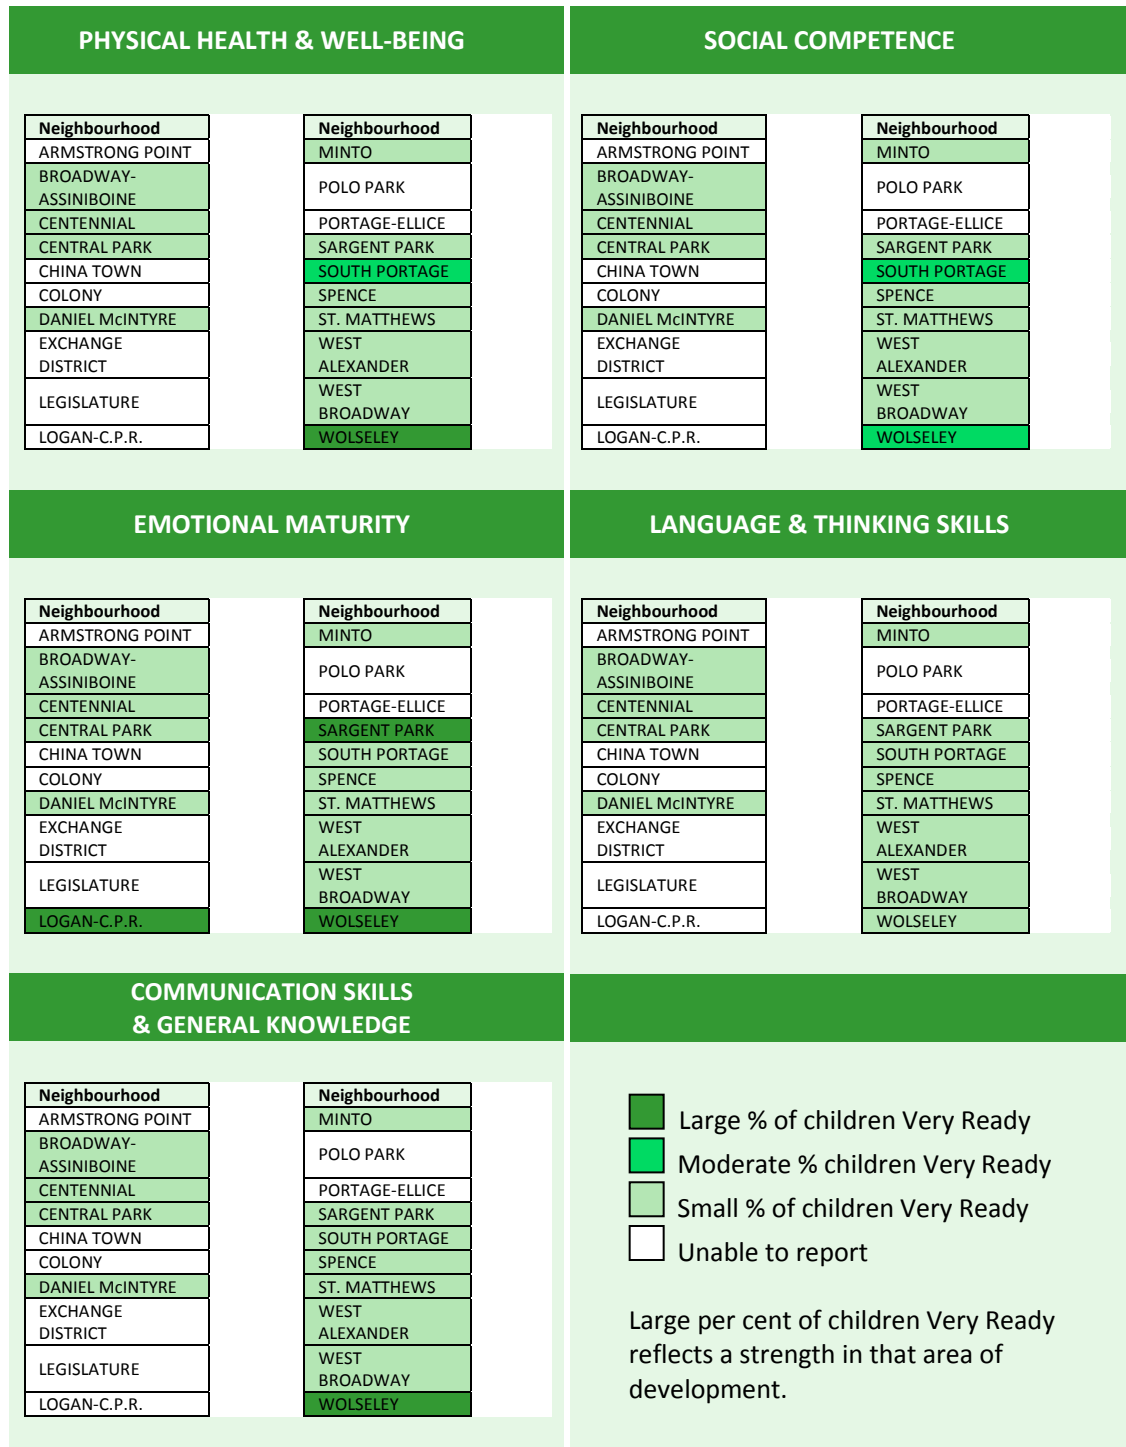 PHYSICAL HEALTH & WELL-BEING
Neighbourhood
ARMSTRONG POINT
BROADWAY-
ASSINIBOINE
CENTENNIAL
CENTRAL PARK
CHINA TOWN
COLONY
DANIEL McINTYRE
EXCHANGE
DISTRICT
LEGISLATURE
LOGAN-C.P.R.
Neighbourhood
MINTO
POLO PARK
PORTAGE-ELLICE
SARGENT PARK
SOUTH PORTAGE
SPENCE
ST. MATTHEWS
WEST
ALEXANDER
WEST
BROADWAY
WOLSELEY
SOCIAL COMPETENCE
Neighbourhood
ARMSTRONG POINT
BROADWAY-
ASSINIBOINE
CENTENNIAL
CENTRAL PARK
CHINA TOWN
COLONY
DANIEL McINTYRE
EXCHANGE
DISTRICT
LEGISLATURE
LOGAN-C.P.R.
Neighbourhood
MINTO
POLO PARK
PORTAGE-ELLICE
SARGENT PARK
SOUTH PORTAGE
SPENCE
ST. MATTHEWS
WEST
ALEXANDER
WEST
BROADWAY
WOLSELEY
EMOTIONAL MATURITY
Neighbourhood
ARMSTRONG POINT
BROADWAY-
ASSINIBOINE
CENTENNIAL
CENTRAL PARK
CHINA TOWN
COLONY
DANIEL McINTYRE
EXCHANGE
DISTRICT
LEGISLATURE
LOGAN-C.P.R.
Neighbourhood
MINTO
POLO PARK
PORTAGE-ELLICE
SARGENT PARK
SOUTH PORTAGE
SPENCE
ST. MATTHEWS
WEST
ALEXANDER
WEST
BROADWAY
WOLSELEY
LANGUAGE & THINKING SKILLS
Neighbourhood
ARMSTRONG POINT
BROADWAY-
ASSINIBOINE
CENTENNIAL
CENTRAL PARK
CHINA TOWN
COLONY
DANIEL McINTYRE
EXCHANGE
DISTRICT
LEGISLATURE
LOGAN-C.P.R.
Neighbourhood
MINTO
POLO PARK
PORTAGE-ELLICE
SARGENT PARK
SOUTH PORTAGE
SPENCE
ST. MATTHEWS
WEST
ALEXANDER
WEST
BROADWAY
WOLSELEY
COMMUNICATION SKILLS
& GENERAL KNOWLEDGE
Neighbourhood
ARMSTRONG POINT
BROADWAY-
ASSINIBOINE
CENTENNIAL
CENTRAL PARK
CHINA TOWN
COLONY
DANIEL McINTYRE
EXCHANGE
DISTRICT
LEGISLATURE
LOGAN-C.P.R.
Neighbourhood
MINTO
POLO PARK
PORTAGE-ELLICE
SARGENT PARK
SOUTH PORTAGE
SPENCE
ST. MATTHEWS
WEST
ALEXANDER
WEST
BROADWAY
WOLSELEY
Large % of children Very Ready
Moderate % children Very Ready
Small % of children Very Ready
Unable to report
Large per cent of children Very Ready
reflects a strength in that area of
development.